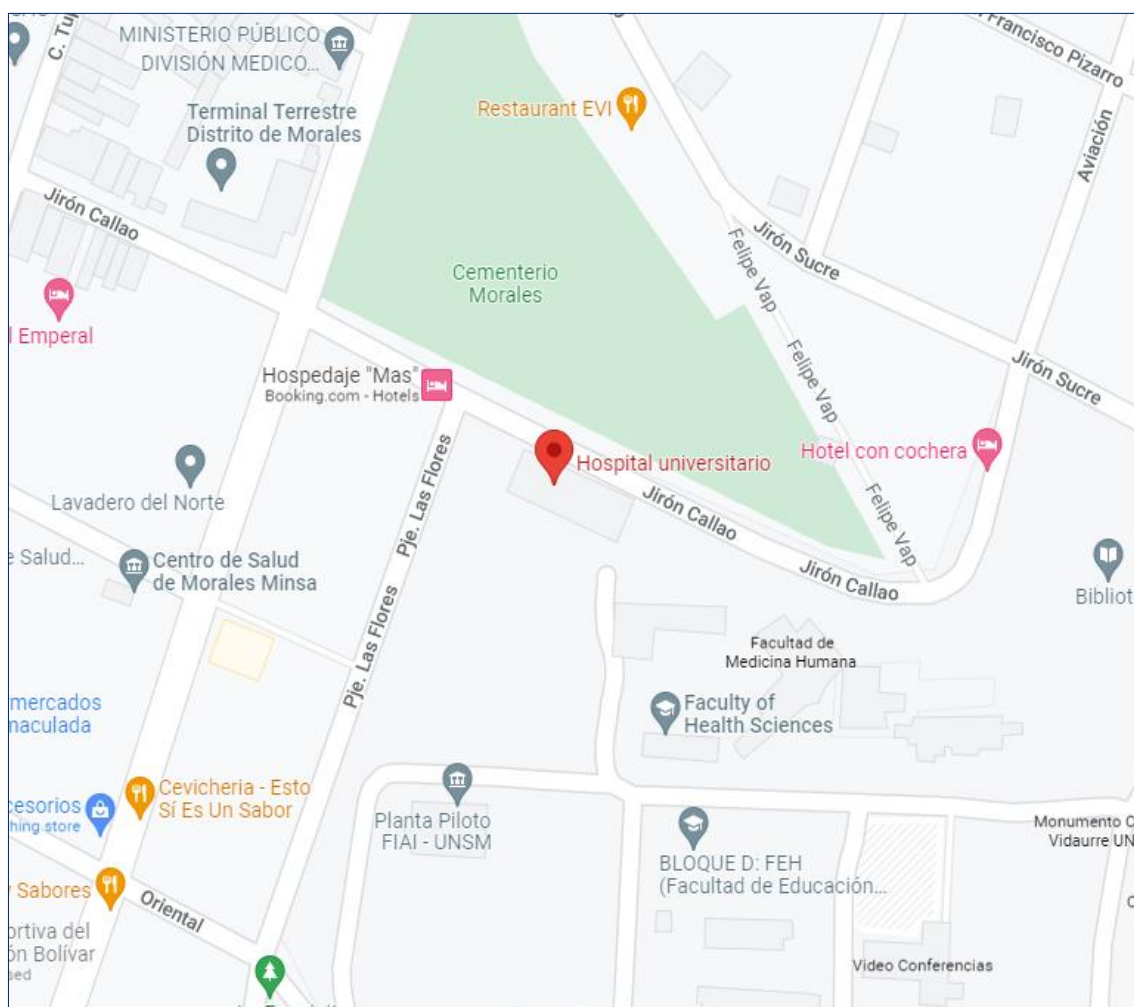 C. Tup
MINISTERIO PÚBLICO
DIVISIÓN MEDICO...
Francisco Pizarro
Restaurant EVI
Terminal Terrestre
Distrito de Morales
Aviación
Jirón Callao
Felipe Vap
Jirón Sucre
Cementerio
Morales
l Emperal
Felipe Vap
Jirón Sucre
Hospedaje "Mas"
Booking.com - Hotels
Hotel con cochera
Hospital universitario
Pje. Las Flores
Lavadero del Norte
Jirón Callao
Felipe Vap
e Salud...
Centro de Salud
de Morales Minsa
Jirón Callao
Bibliot
Pje. Las Flores
Facultad de
Medicina Humana
mercados
maculada
Faculty of
Health Sciences
Cevicheria - Esto
Sí Es Un Sabor
cesorios
hing store
Planta Piloto
FIAI - UNSM
Monumento C
Vidaurre UN
BLOQUE D: FEH
(Facultad de Educación...
y Sabores
Oriental
ortiva del
ón Bolívar
sed
Video Conferencias